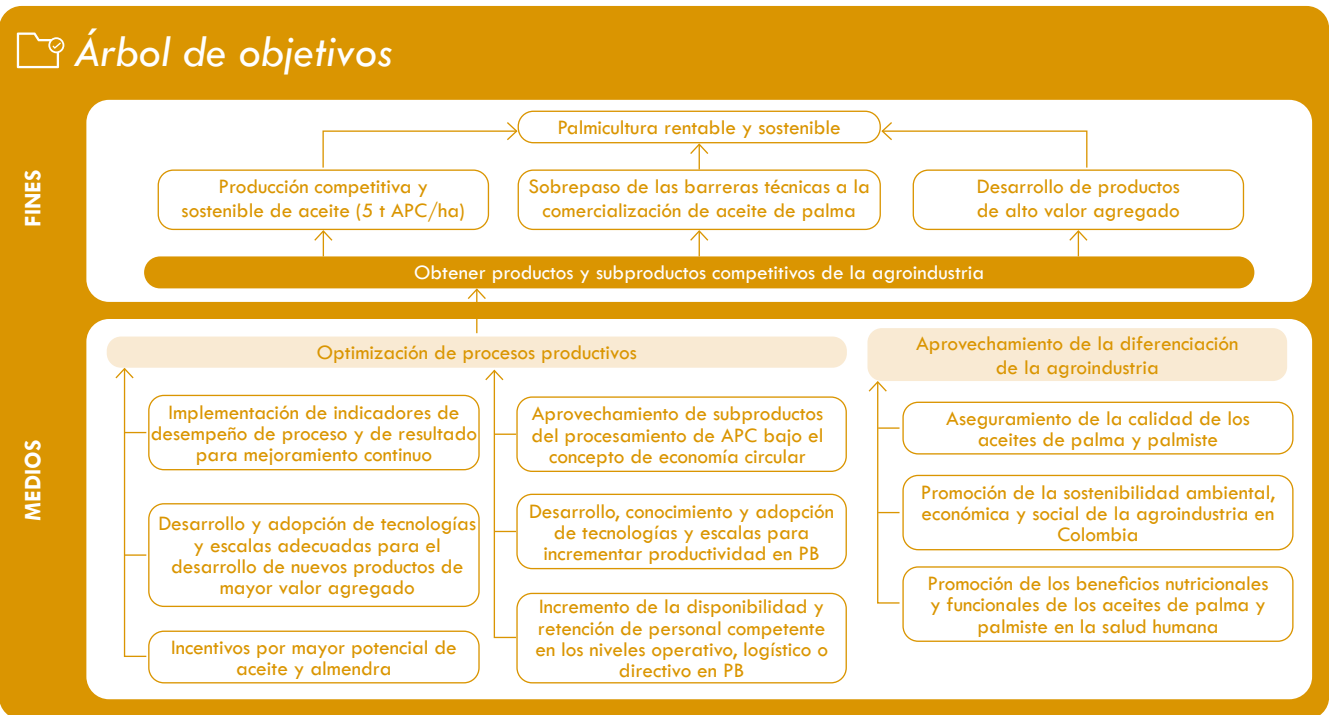 Árbol de objetivos
FINES
Palmicultura rentable y sostenible
Producción competitiva y
sostenible de aceite (5 t APC/ha)
Sobrepaso de las barreras técnicas a la
comercialización de aceite de palma
Desarrollo de productos
de alto valor agregado
Obtener productos y subproductos competitivos de la agroindustria
MEDIOS
Optimización de procesos productivos
Implementación de indicadores de
desempeño de proceso y de resultado
para mejoramiento continuo
Desarrollo y adopción de tecnologías
y escalas adecuadas para el
desarrollo de nuevos productos de
mayor valor agregado
Incentivos por mayor potencial de
aceite y almendra
Aprovechamiento de subproductos
del procesamiento de APC bajo el
concepto de economía circular
Desarrollo, conocimiento y adopción
de tecnologías y escalas para
incrementar productividad en PB
Incremento de la disponibilidad y
retención de personal competente
en los niveles operativo, logístico o
directivo en PB
Aprovechamiento de la diferenciación
de la agroindustria
Aseguramiento de la calidad de los
aceites de palma y palmiste
Promoción de la sostenibilidad ambiental,
económica y social de la agroindustria en
Colombia
Promoción de los beneficios nutricionales
y funcionales de los aceites de palma y
palmiste en la salud humana